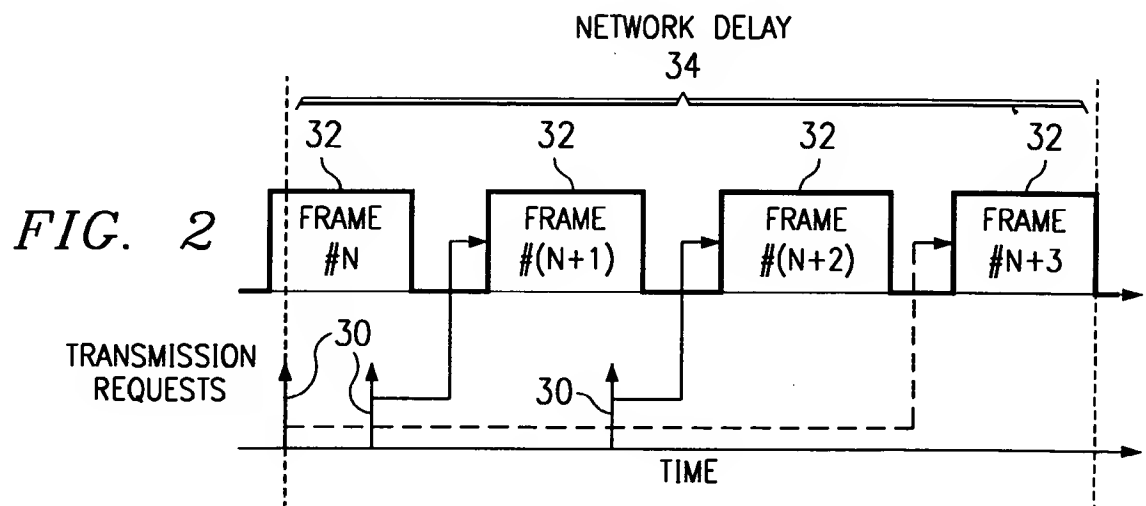 NETWORK DELAY
34
32
32
32
32
FIG. 2
FRAME
#N
FRAME
#(N+1)
FRAME
#(N+2)
FRAME
#N+3
TRANSMISSION
REQUESTS
30
30
TIME